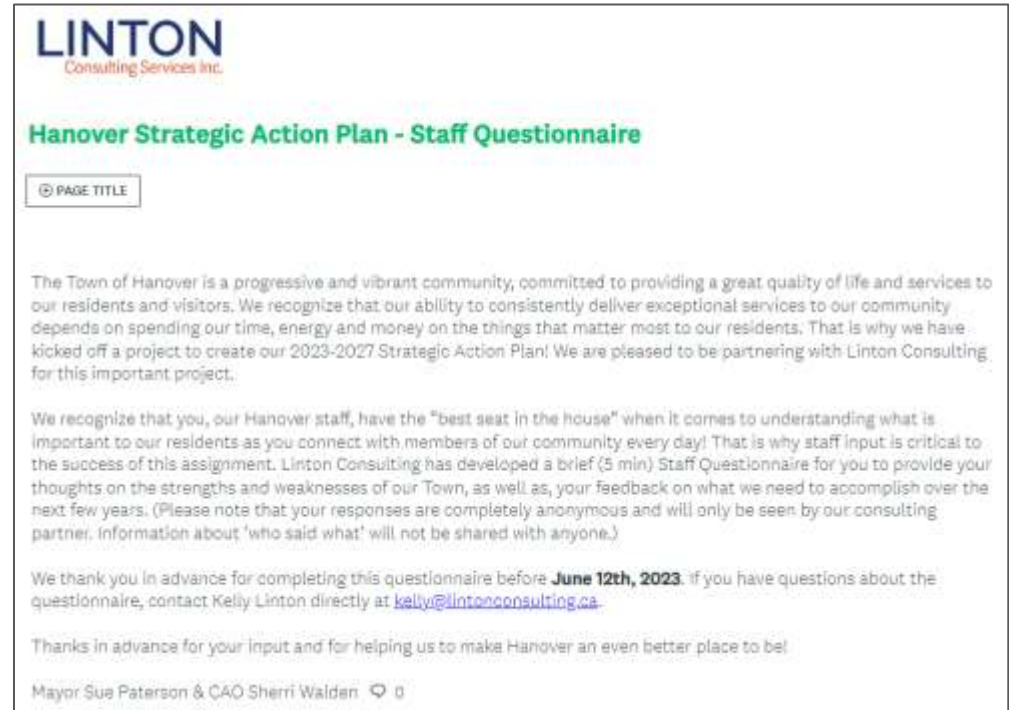 LINTON
Consulting Services Inc.
Hanover Strategic Action Plan - Staff Questionnaire
⊕ PAGE TITLE
The Town of Hanover is a progressive and vibrant community, committed to providing a great quality of life and services to
our residents and visitors. We recognize that our ability to consistently deliver exceptional services to our community
depends on spending our time, energy and money on the things that matter most to our residents. That is why we have
kicked off a project to create our 2023-2027 Strategic Action Plan! We are pleased to be partnering with Linton Consulting
for this important project.
We recognize that you, our Hanover staff, have the "best seat in the house" when it comes to understanding what is
important to our residents as you connect with members of our community every day! That is why staff input is critical to
the success of this assignment. Linton Consulting has developed a brief (5 min) Staff Questionnaire for you to provide your
thoughts on the strengths and weaknesses of our Town, as well as, your feedback on what we need to accomplish over the
next few years. (Please note that your responses are completely anonymous and will only be seen by our consulting
partner. Information about 'who said what' will not be shared with anyone.)
We thank you in advance for completing this questionnaire before June 12th, 2023. If you have questions about the
questionnaire, contact Kelly Linton directly at kelly@lintonconsulting.ca.
Thanks in advance for your input and for helping us to make Hanover an even better place to be!
Mayor Sue Paterson & CAO Sherri Walden 0